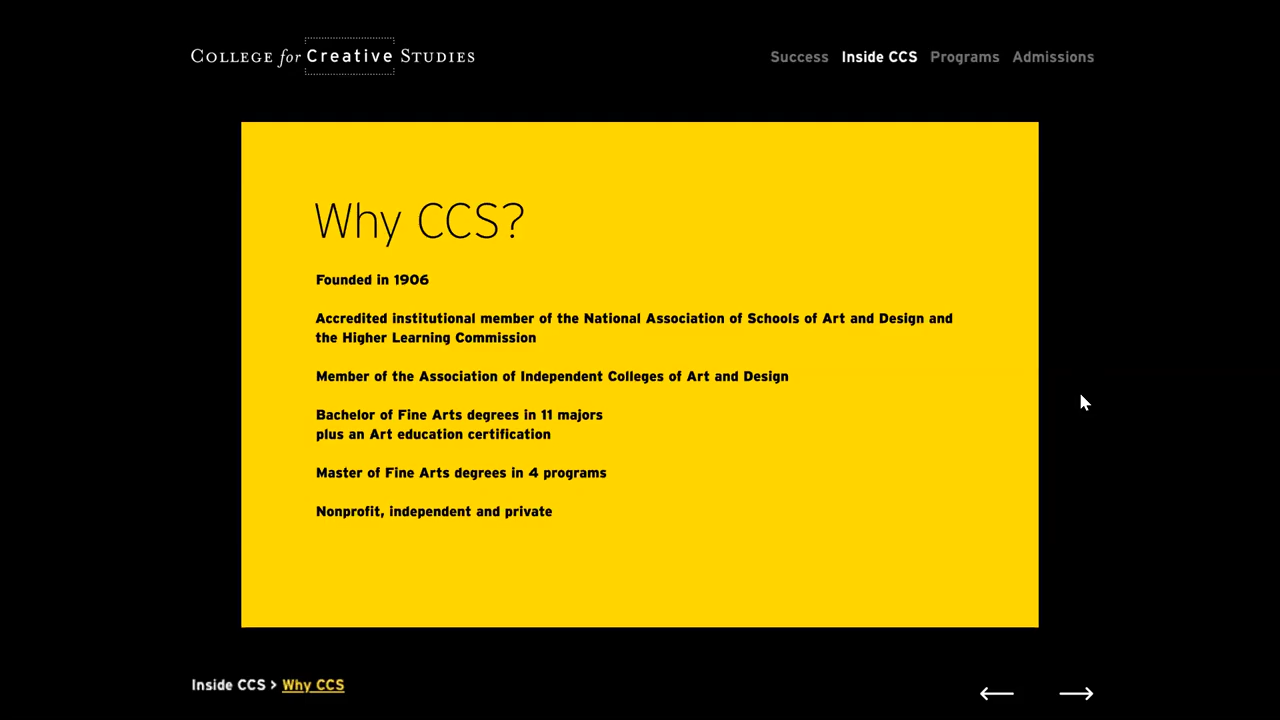 College for Creative Studies
Success Inside CCS Programs Admissions
Why CCS?
Founded in 1906
Accredited institutional member of the National Association of Schools of Art and Design and
the Higher Learning Commission
Member of the Association of Independent Colleges of Art and Design
Bachelor of Fine Arts degrees in 11 majors
plus an Art education certification
Master of Fine Arts degrees in 4 programs
Nonprofit, independent and private
Inside CCS > Why CCS